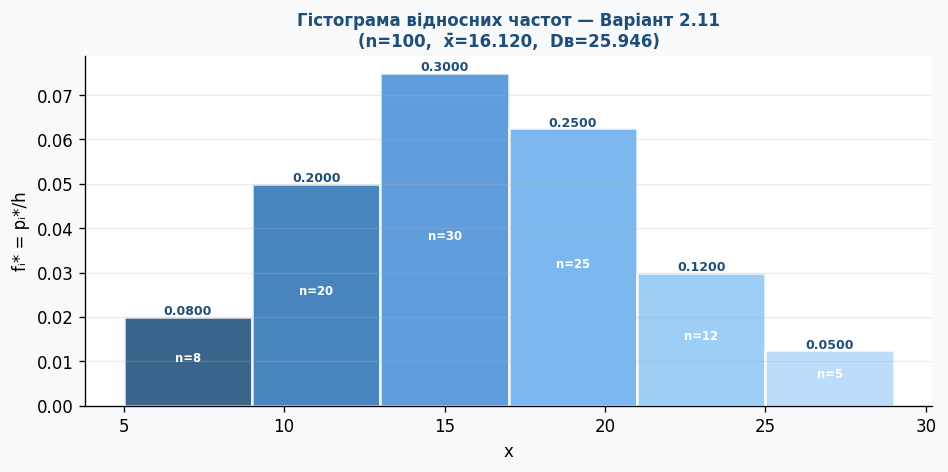 Гістограма відносних частот — Варіант 2.11
(n=100, x̄=16.120, Dв=25.946)
fᵢ* = pᵢ*/h
0.07
0.06
0.05
0.04
0.03
0.02
0.01
0.00
0.0800
n=8
0.2000
n=20
0.3000
n=30
0.2500
n=25
0.1200
n=12
0.0500
n=5
5 10 15 20 25 30
x